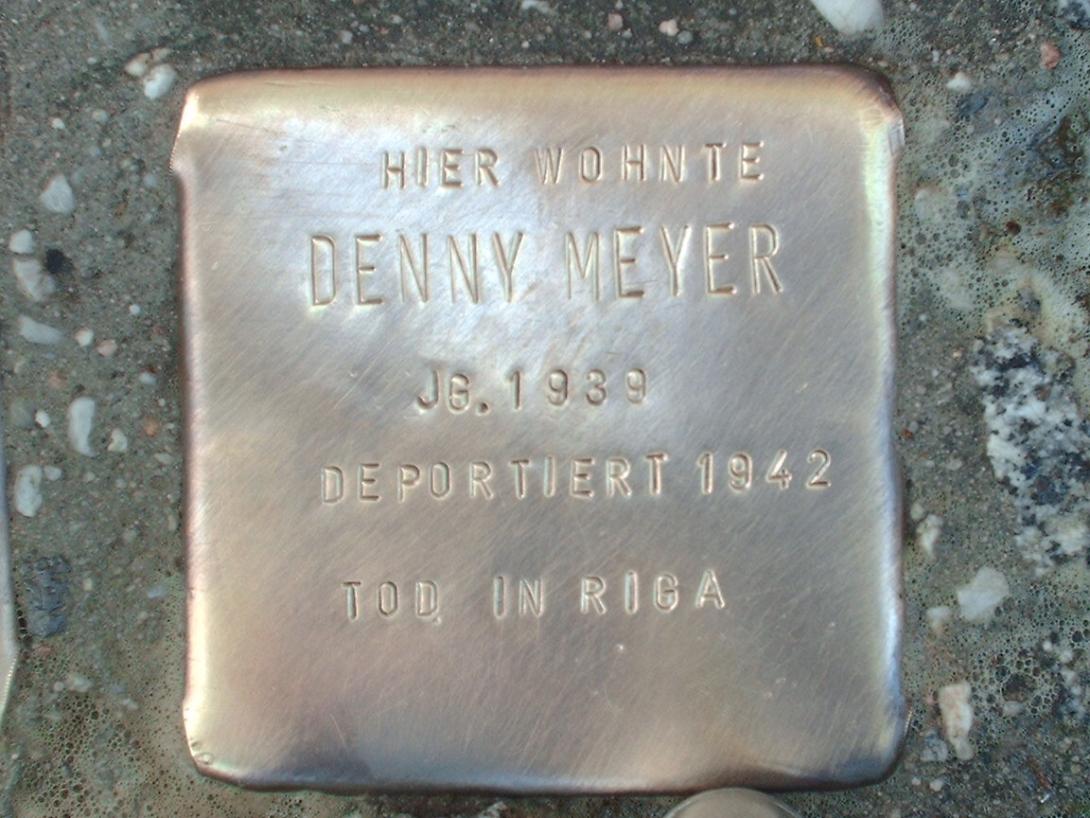 HIER WOHNTE
DENNY MEYER
JG. 1939
DEPORTIERT 1942
TOD IN RIGA